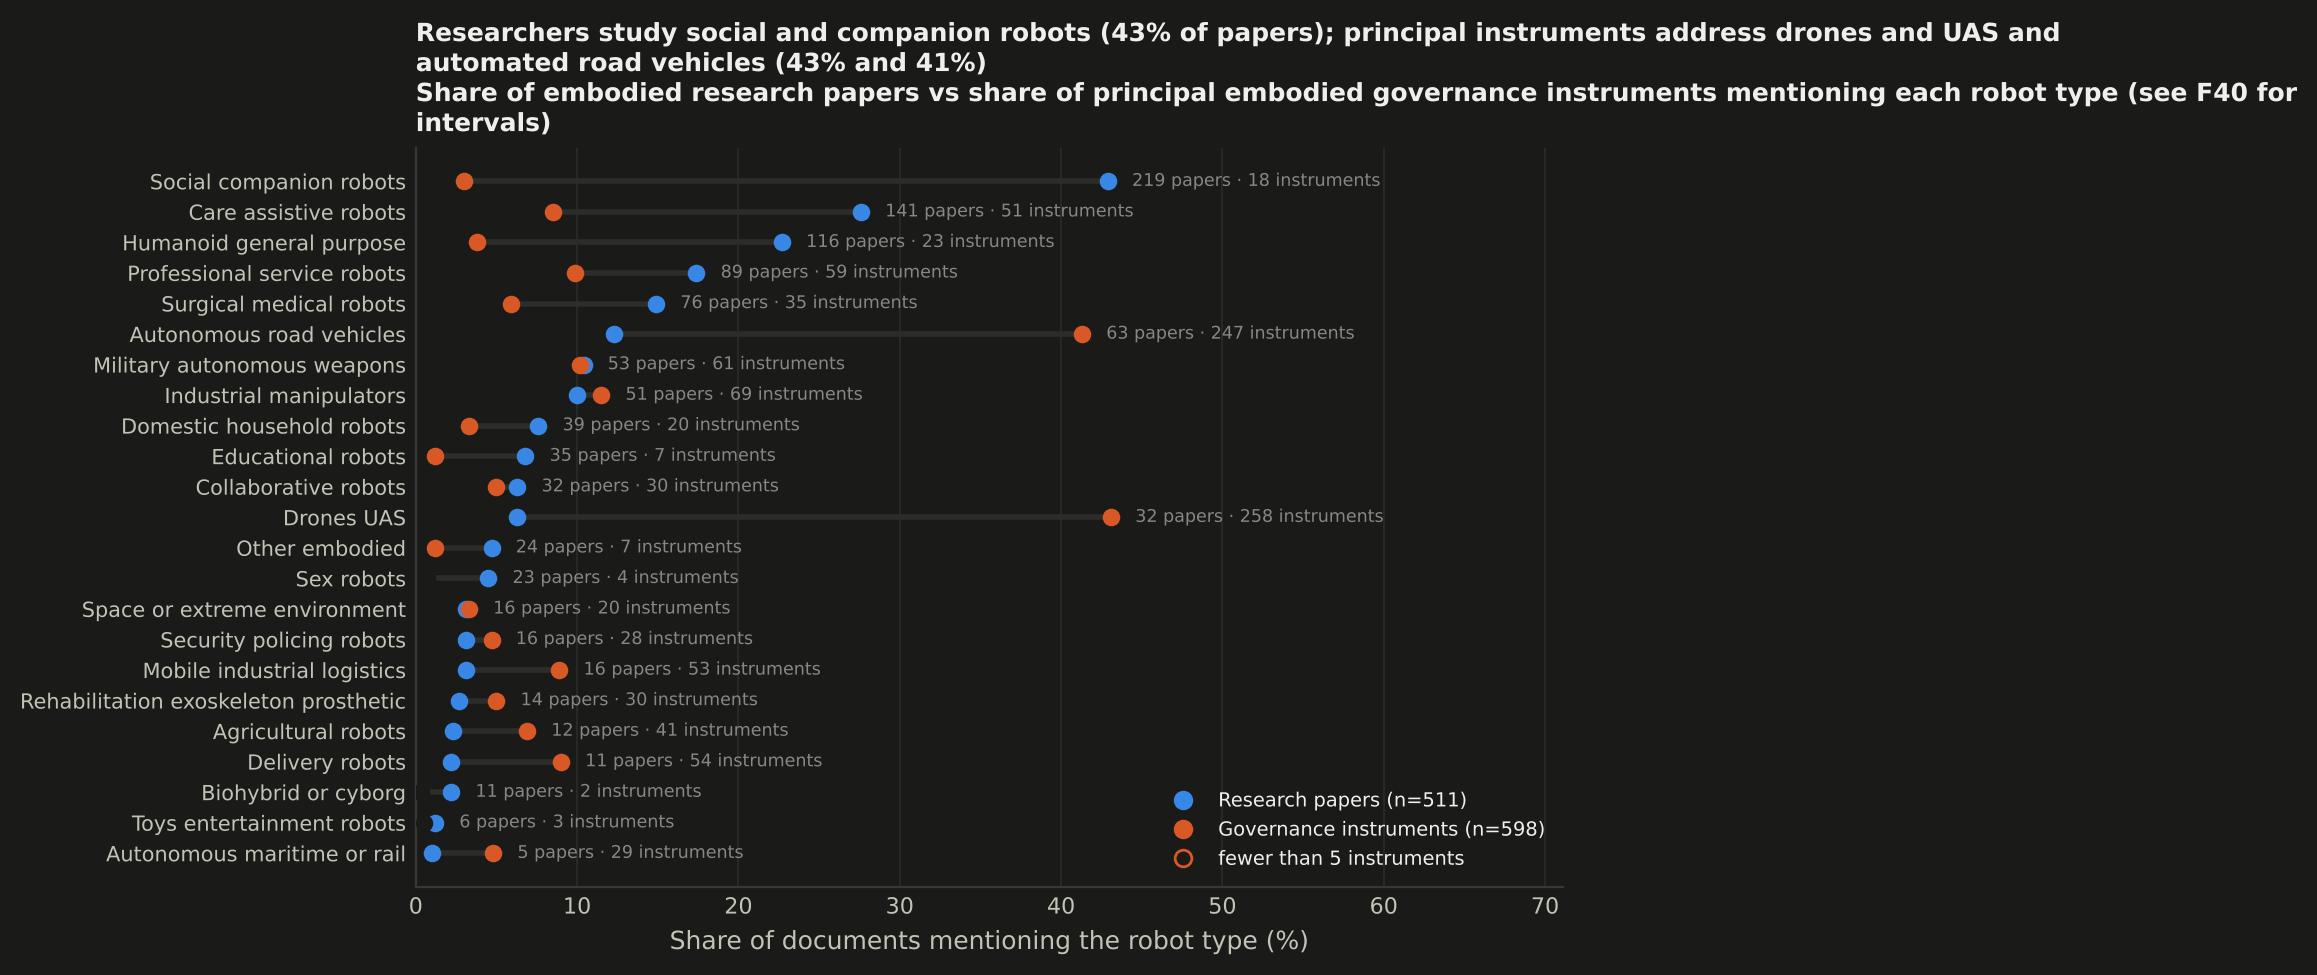 Researchers study social and companion robots (43% of papers); principal instruments address drones and UAS and
automated road vehicles (43% and 41%)
Share of embodied research papers vs share of principal embodied governance instruments mentioning each robot type (see F40 for
intervals)
Social companion robots 219 papers · 18 instruments
Care assistive robots 141 papers · 51 instruments
Humanoid general purpose 116 papers · 23 instruments
Professional service robots 89 papers · 59 instruments
Surgical medical robots 76 papers · 35 instruments
Autonomous road vehicles 63 papers · 247 instruments
Military autonomous weapons 53 papers · 61 instruments
Industrial manipulators 51 papers · 69 instruments
Domestic household robots 39 papers · 20 instruments
Educational robots 35 papers · 7 instruments
Collaborative robots 32 papers · 30 instruments
Drones UAS 32 papers · 258 instruments
Other embodied 24 papers · 7 instruments
Sex robots 23 papers · 4 instruments
Space or extreme environment 16 papers · 20 instruments
Security policing robots 16 papers · 28 instruments
Mobile industrial logistics 16 papers · 53 instruments
Rehabilitation exoskeleton prosthetic 14 papers · 30 instruments
Agricultural robots 12 papers · 41 instruments
Delivery robots 11 papers · 54 instruments
Biohybrid or cyborg 11 papers · 2 instruments
Toys entertainment robots 6 papers · 3 instruments
Autonomous maritime or rail 5 papers · 29 instruments
Research papers (n=511)
Governance instruments (n=598)
fewer than 5 instruments
0 10 20 30 40 50 60 70
Share of documents mentioning the robot type (%)